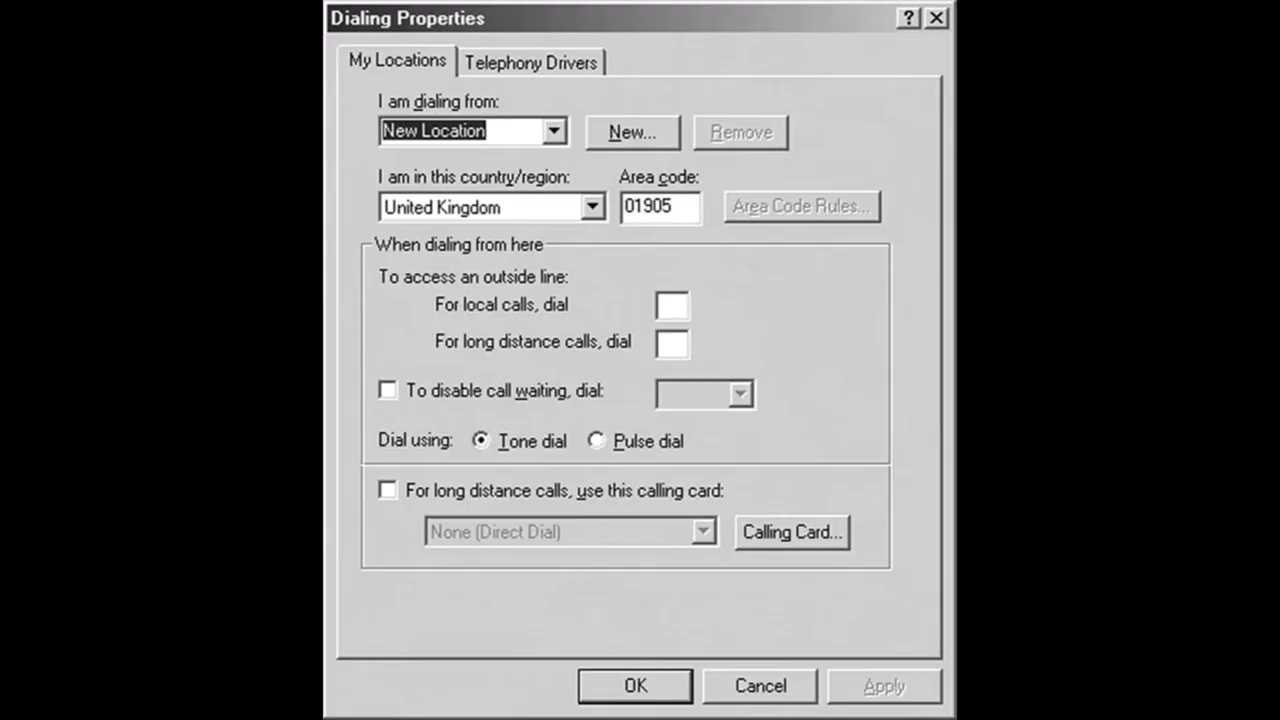 Dialing Properties
My Locations Telephony Drivers
I am dialing from:
New Location New... Remove
I am in this country/region: Area code:
United Kingdom 01905 Area Code Rules...
When dialing from here
To access an outside line:
For local calls, dial
For long distance calls, dial
To disable call waiting, dial:
Dial using: Tone dial Pulse dial
For long distance calls, use this calling card:
None (Direct Dial) Calling Card...
OK Cancel Apply